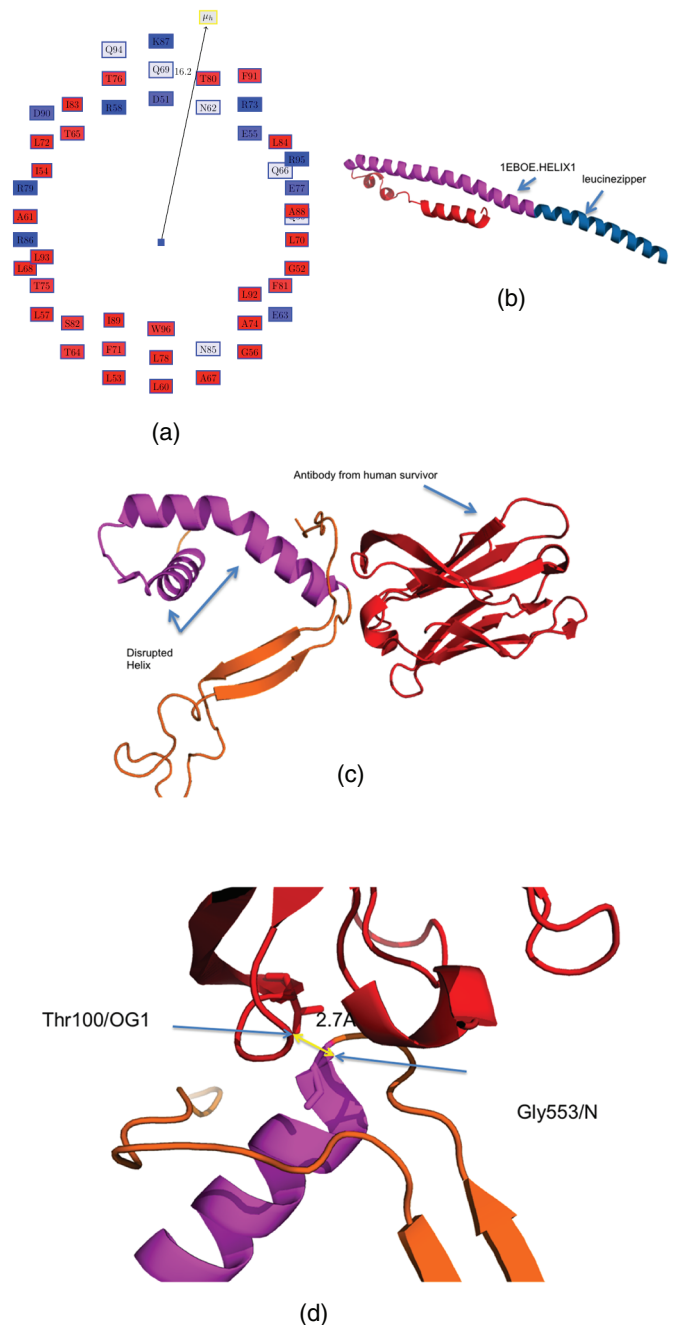 μh
K87
Q94
Q69
16.2
T76
T80
F91
D51
I83
R58
N62
R73
D90
T65
E55
L72
L84
R95
I54
Q66
R79
E77
A61
A88
R86
L70
L93
L68
G52
T75
F81
L92
L57
E63
S82
I89
W96
A74
T64
F71
L78
N85
G56
L53
L60
A67
(a)
1EBOE.HELIX1
leucinezipper
(b)
Antibody from human survivor
Disrupted
Helix
(c)
Thr100/OG1
2.7A
Gly553/N
(d)